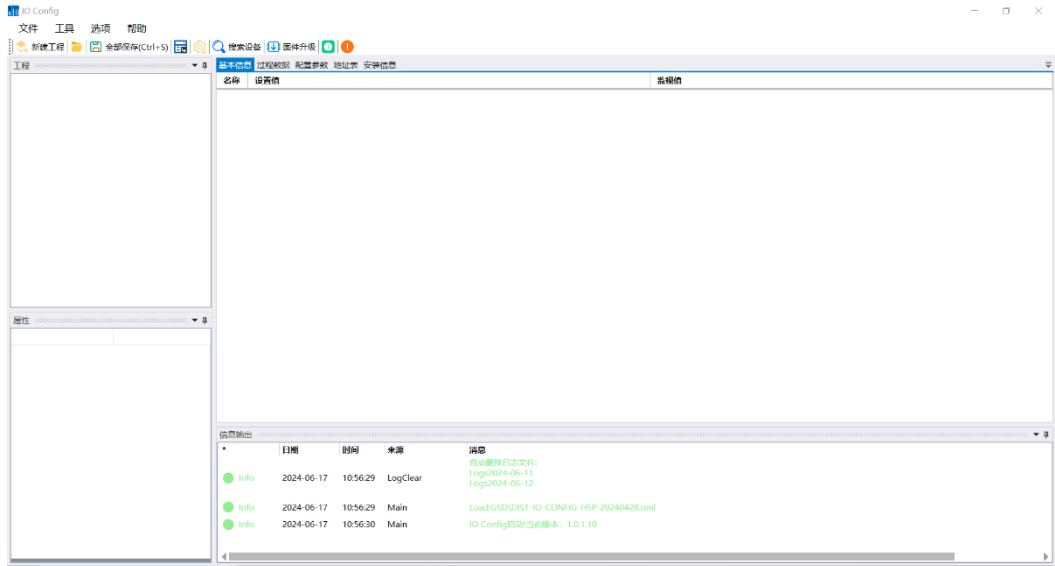 IO Config
文件 工具 选项 帮助
新建工程 全部保存(Ctrl+S) 搜索设备 固件升级
工程
基本信息 过程数据 配置参数 地址表 安装信息
名称 设置值 监视值
属性
信息输出
* 日期 时间 来源 消息
自动删除日志文件:
Logs2024-06-11
Info 2024-06-17 10:56:29 LogClear
Logs2024-06-12
Info 2024-06-17 10:56:29 Main Load:GSD\DIST-IO-CONFIG-HSP-20240428.oml
Info 2024-06-17 10:56:30 Main IO Config启动!当前版本：1.0.1.10